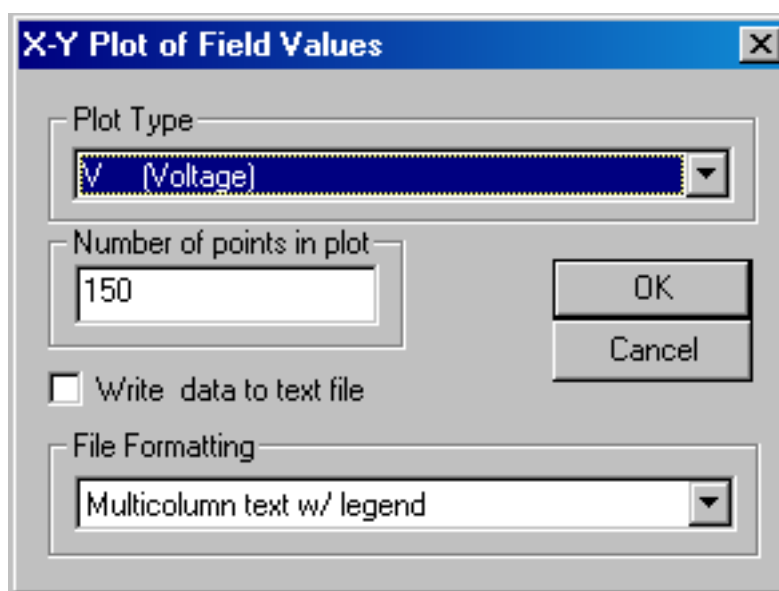 X-Y Plot of Field Values
Plot Type
V (Voltage)
Number of points in plot
150
OK
Cancel
Write data to text file
File Formatting
Multicolumn text w/ legend